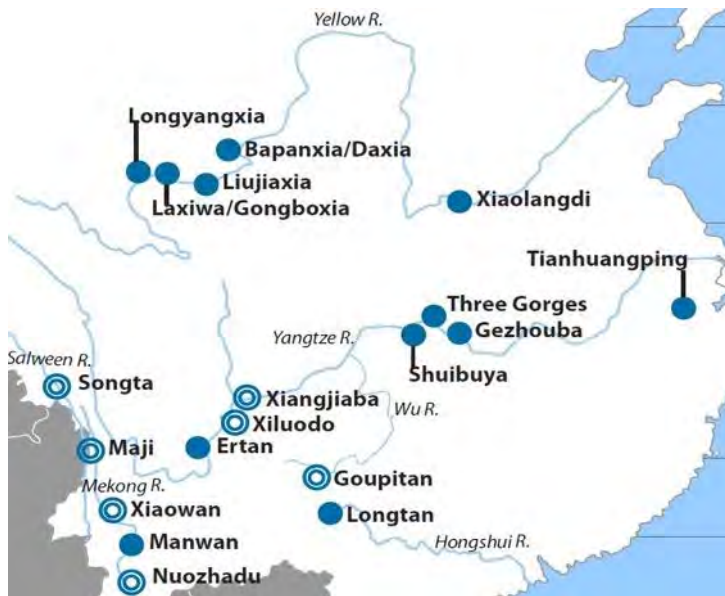 Yellow R.
Longyangxia
Bapanxia/Daxia
Liujiaxia
Laxiwa/Gongboxia
Xiaolangdi
Tianhuangping
Three Gorges
Yangtze R.
Gezhouba
Shuibuya
Salween R.
Songta
Xiangjiaba
Wu R.
Xiluodo
Maji
Ertan
Goupitan
Mekong R.
Xiaowan
Longtan
Manwan
Hongshui R.
Nuozhadu